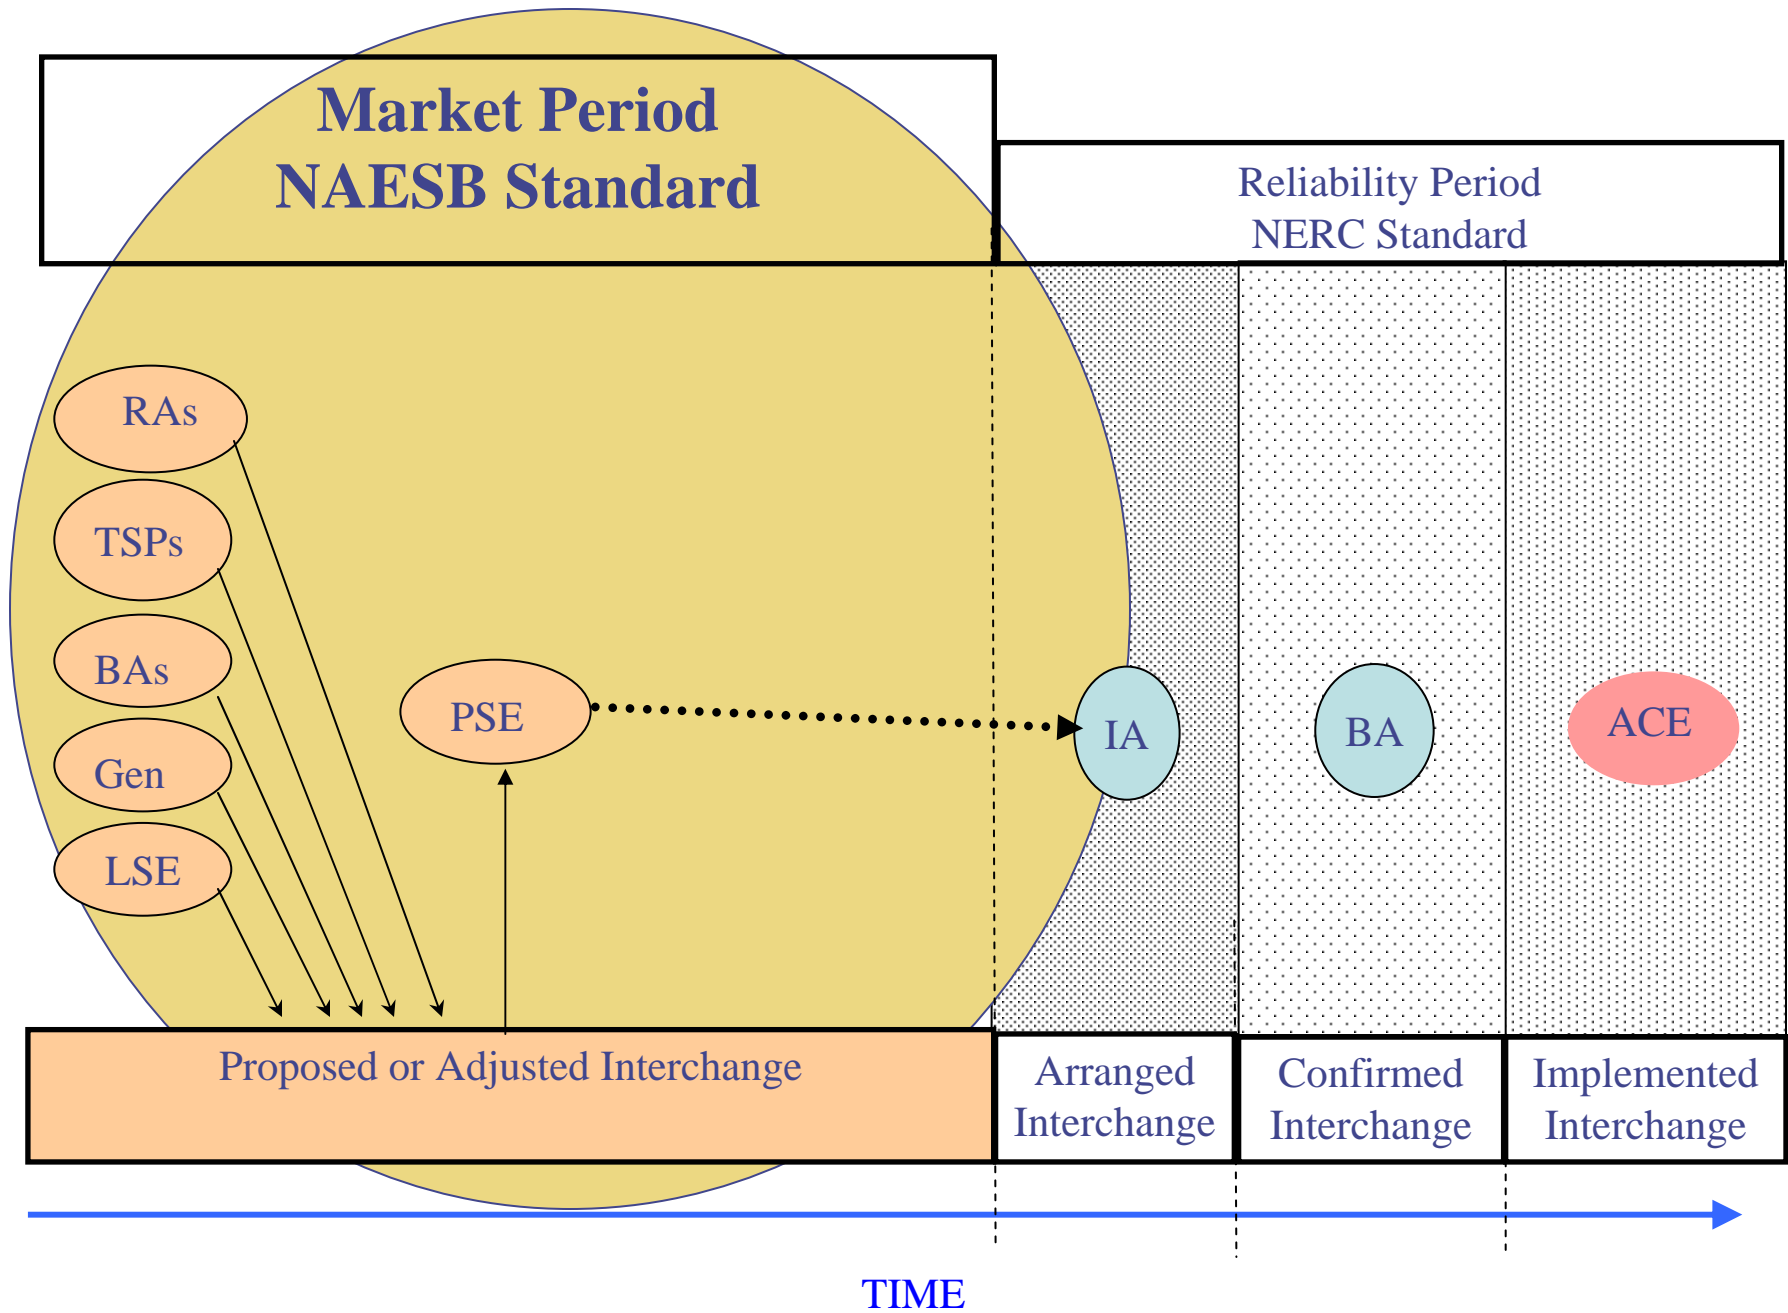 Market Period
NAESB Standard
Reliability Period
NERC Standard
RAs
TSPs
BAs
Gen
LSE
PSE
IA
BA
ACE
Proposed or Adjusted Interchange
Arranged
Interchange
Confirmed
Interchange
Implemented
Interchange
TIME